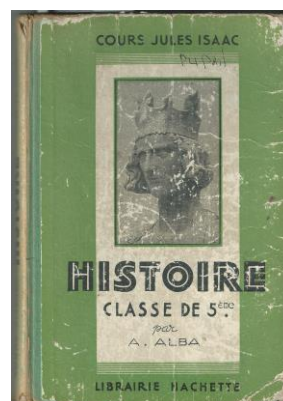 COURS JULES ISAAC
HISTOIRE
CLASSE DE 5ème.
par
A. ALBA
LIBRAIRIE HACHETTE